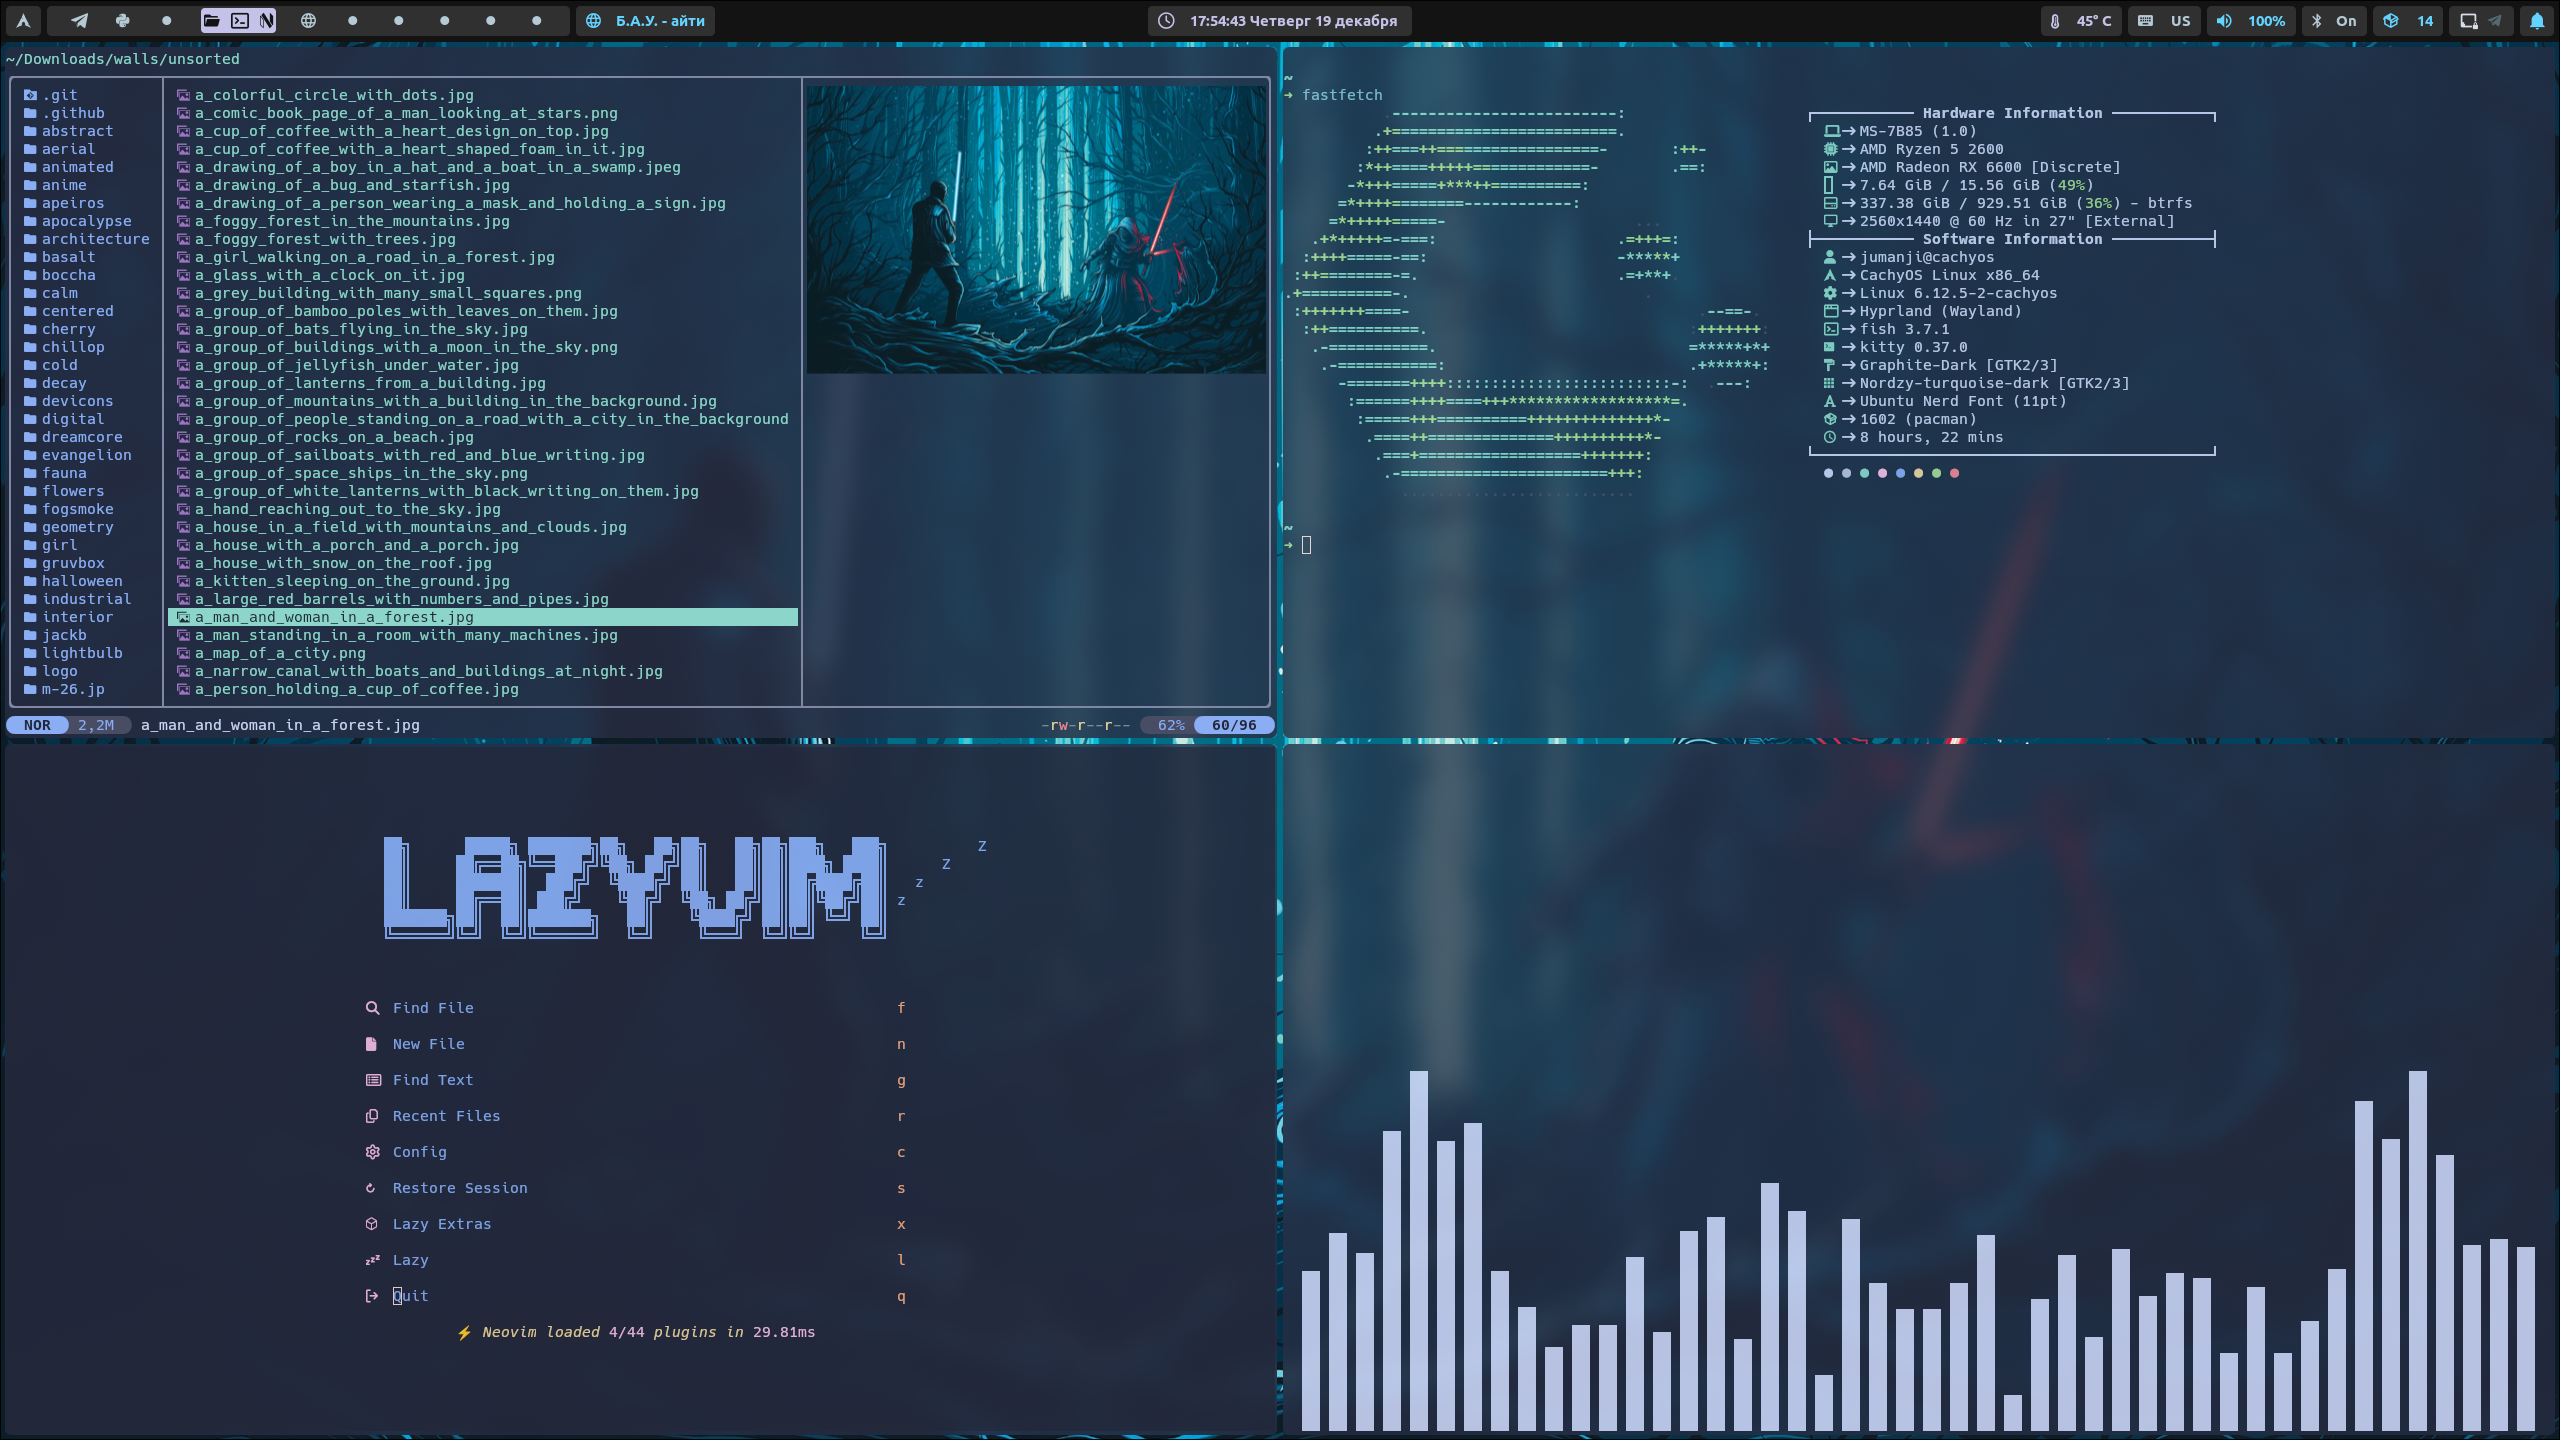 Б.А.У. - айти
17:54:43 Четверг 19 декабря
45° C
US
100%
On
14
~/Downloads/walls/unsorted
.git
.github
abstract
aerial
animated
anime
apeiros
apocalypse
architecture
basalt
boccha
calm
centered
cherry
chillop
cold
decay
devicons
digital
dreamcore
evangelion
fauna
flowers
fogsmoke
geometry
girl
gruvbox
halloween
industrial
interior
jackb
lightbulb
logo
m-26.jp
a_colorful_circle_with_dots.jpg
a_comic_book_page_of_a_man_looking_at_stars.png
a_cup_of_coffee_with_a_heart_design_on_top.jpg
a_cup_of_coffee_with_a_heart_shaped_foam_in_it.jpg
a_drawing_of_a_boy_in_a_hat_and_a_boat_in_a_swamp.jpeg
a_drawing_of_a_bug_and_starfish.jpg
a_drawing_of_a_person_wearing_a_mask_and_holding_a_sign.jpg
a_foggy_forest_in_the_mountains.jpg
a_foggy_forest_with_trees.jpg
a_girl_walking_on_a_road_in_a_forest.jpg
a_glass_with_a_clock_on_it.jpg
a_grey_building_with_many_small_squares.png
a_group_of_bamboo_poles_with_leaves_on_them.jpg
a_group_of_bats_flying_in_the_sky.jpg
a_group_of_buildings_with_a_moon_in_the_sky.png
a_group_of_jellyfish_under_water.jpg
a_group_of_lanterns_from_a_building.jpg
a_group_of_mountains_with_a_building_in_the_background.jpg
a_group_of_people_standing_on_a_road_with_a_city_in_the_background
a_group_of_rocks_on_a_beach.jpg
a_group_of_sailboats_with_red_and_blue_writing.jpg
a_group_of_space_ships_in_the_sky.png
a_group_of_white_lanterns_with_black_writing_on_them.jpg
a_hand_reaching_out_to_the_sky.jpg
a_house_in_a_field_with_mountains_and_clouds.jpg
a_house_with_a_porch_and_a_porch.jpg
a_house_with_snow_on_the_roof.jpg
a_kitten_sleeping_on_the_ground.jpg
a_large_red_barrels_with_numbers_and_pipes.jpg
a_man_and_woman_in_a_forest.jpg
a_man_standing_in_a_room_with_many_machines.jpg
a_map_of_a_city.png
a_narrow_canal_with_boats_and_buildings_at_night.jpg
a_person_holding_a_cup_of_coffee.jpg
NOR 2,2M a_man_and_woman_in_a_forest.jpg -rw-r--r-- 62% 60/96
~
➜ fastfetch
Hardware Information
MS-7B85 (1.0)
AMD Ryzen 5 2600
AMD Radeon RX 6600 [Discrete]
7.64 GiB / 15.56 GiB (49%)
337.38 GiB / 929.51 GiB (36%) - btrfs
2560x1440 @ 60 Hz in 27" [External]
Software Information
jumanji@cachyos
CachyOS Linux x86_64
Linux 6.12.5-2-cachyos
Hyprland (Wayland)
fish 3.7.1
kitty 0.37.0
Graphite-Dark [GTK2/3]
Nordzy-turquoise-dark [GTK2/3]
Ubuntu Nerd Font (11pt)
1602 (pacman)
8 hours, 22 mins
~
➜
LAZYVIM
Z
Z
z
z
Find File f
New File n
Find Text g
Recent Files r
Config c
Restore Session s
Lazy Extras x
Lazy l
Quit q
⚡ Neovim loaded 4/44 plugins in 29.81ms